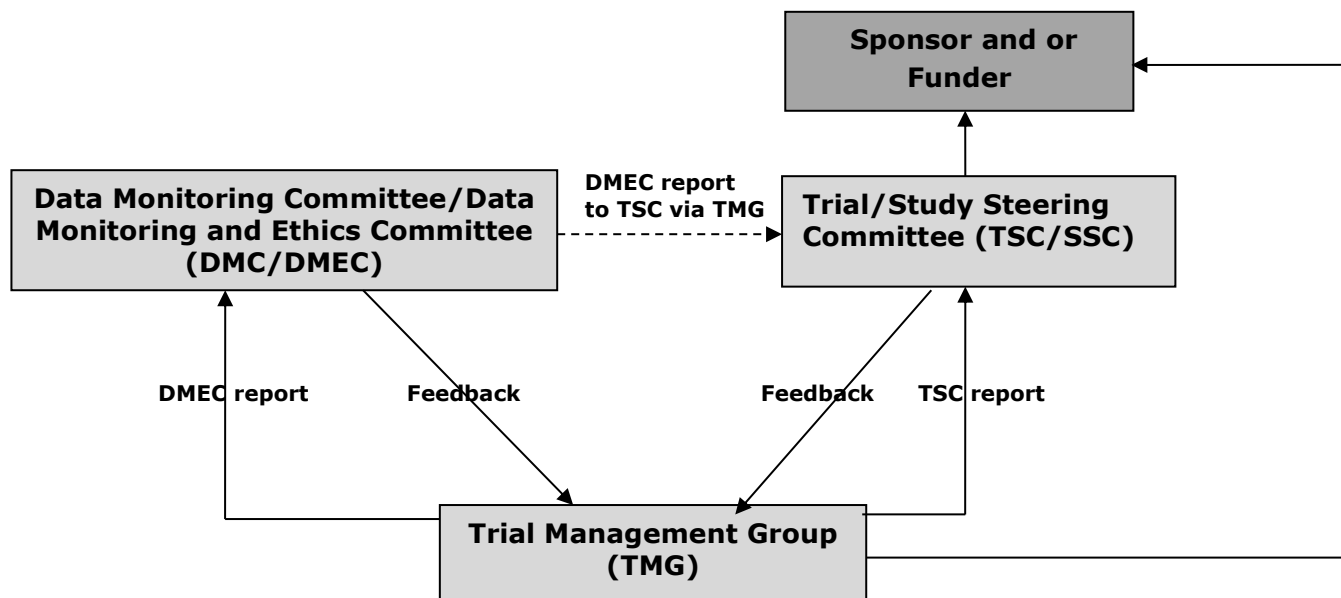 Sponsor and or
Funder
Data Monitoring Committee/Data
Monitoring and Ethics Committee
(DMC/DMEC)
DMEC report
to TSC via TMG
Trial/Study Steering
Committee (TSC/SSC)
DMEC report
Feedback
Feedback
TSC report
Trial Management Group
(TMG)